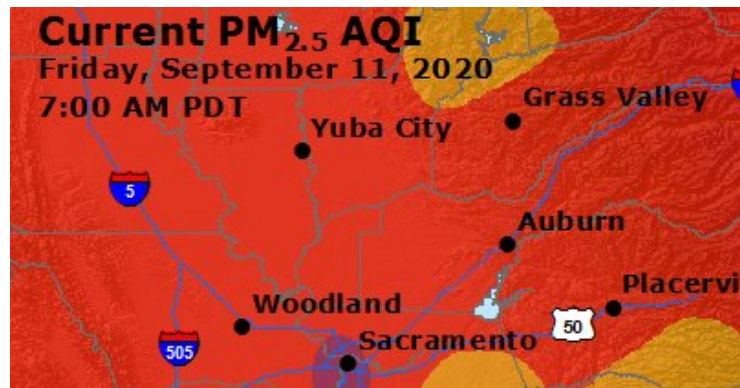 Current PM2.5 AQI
Friday, September 11, 2020
7:00 AM PDT
Grass Valley
Yuba City
5
Auburn
Placervi
Woodland
50
Sacramento
505